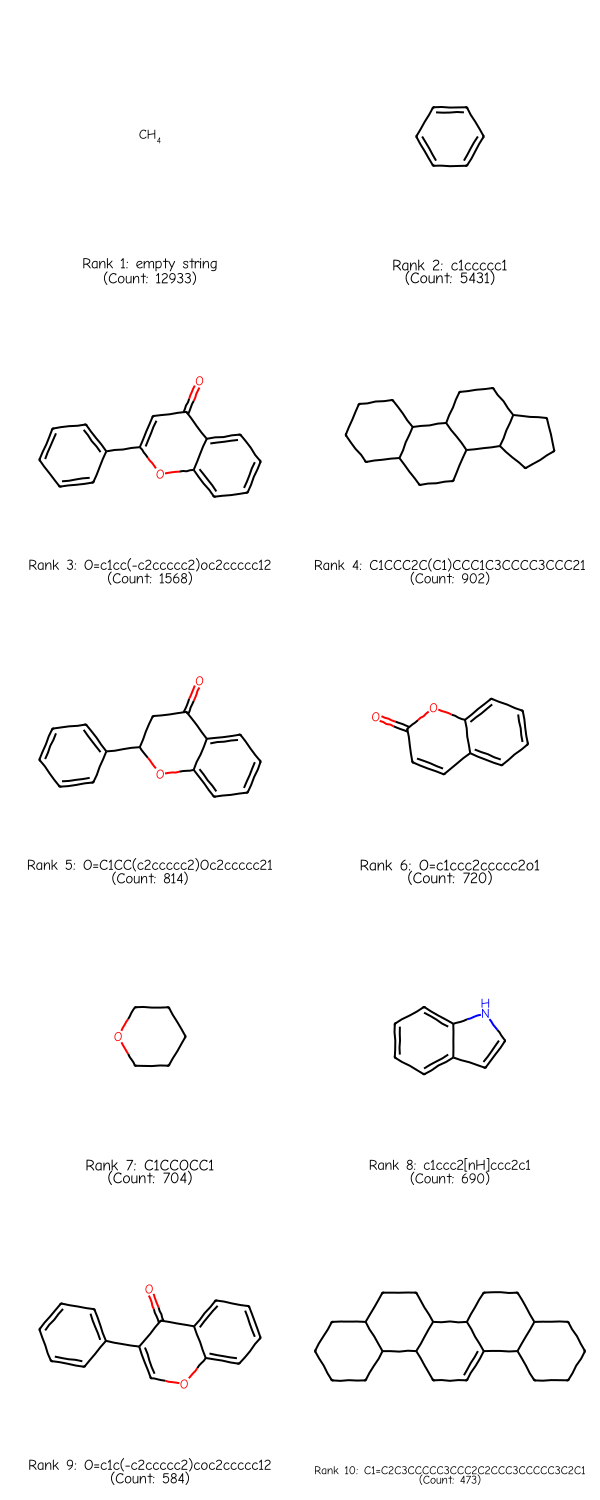 CH4
Rank 1: empty string
(Count: 12933)
Rank 2: c1ccccc1
(Count: 5431)
O
O
Rank 3: O=c1cc(-c2ccccc2)oc2ccccc12
(Count: 1568)
Rank 4: C1CCC2C(C1)CCC1C3CCCC3CCC21
(Count: 902)
O
O
Rank 5: O=C1CC(c2ccccc2)Oc2ccccc21
(Count: 814)
O
O
Rank 6: O=c1ccc2ccccc2o1
(Count: 720)
O
Rank 7: C1CCOCC1
(Count: 704)
H
N
Rank 8: c1ccc2[nH]ccc2c1
(Count: 690)
O
O
Rank 9: O=c1c(-c2ccccc2)coc2ccccc12
(Count: 584)
Rank 10: C1=C2C3CCCCC3CCC2C2CCC3CCCCC3C2C1
(Count: 473)